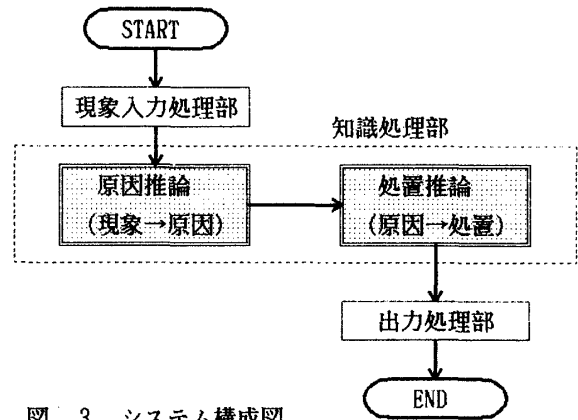 START
現象入力処理部
知識処理部
原因推論
(現象→原因)
処置推論
(原因→処置)
出力処理部
END
図 3 システム構成図